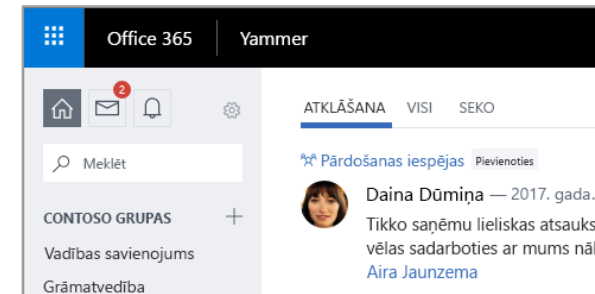 Office 365 Yammer
2
ATKLĀŠANA VISI SEKO
Meklēt
Pārdošanas iespējas Pievienoties
Daina Dūmiņa — 2017. gada.
CONTOSO GRUPAS
Tikko saņēmu lieliskas atsauks
Vadības savienojums
vēlas sadarboties ar mums nāl
Grāmatvedība
Aira Jaunzema